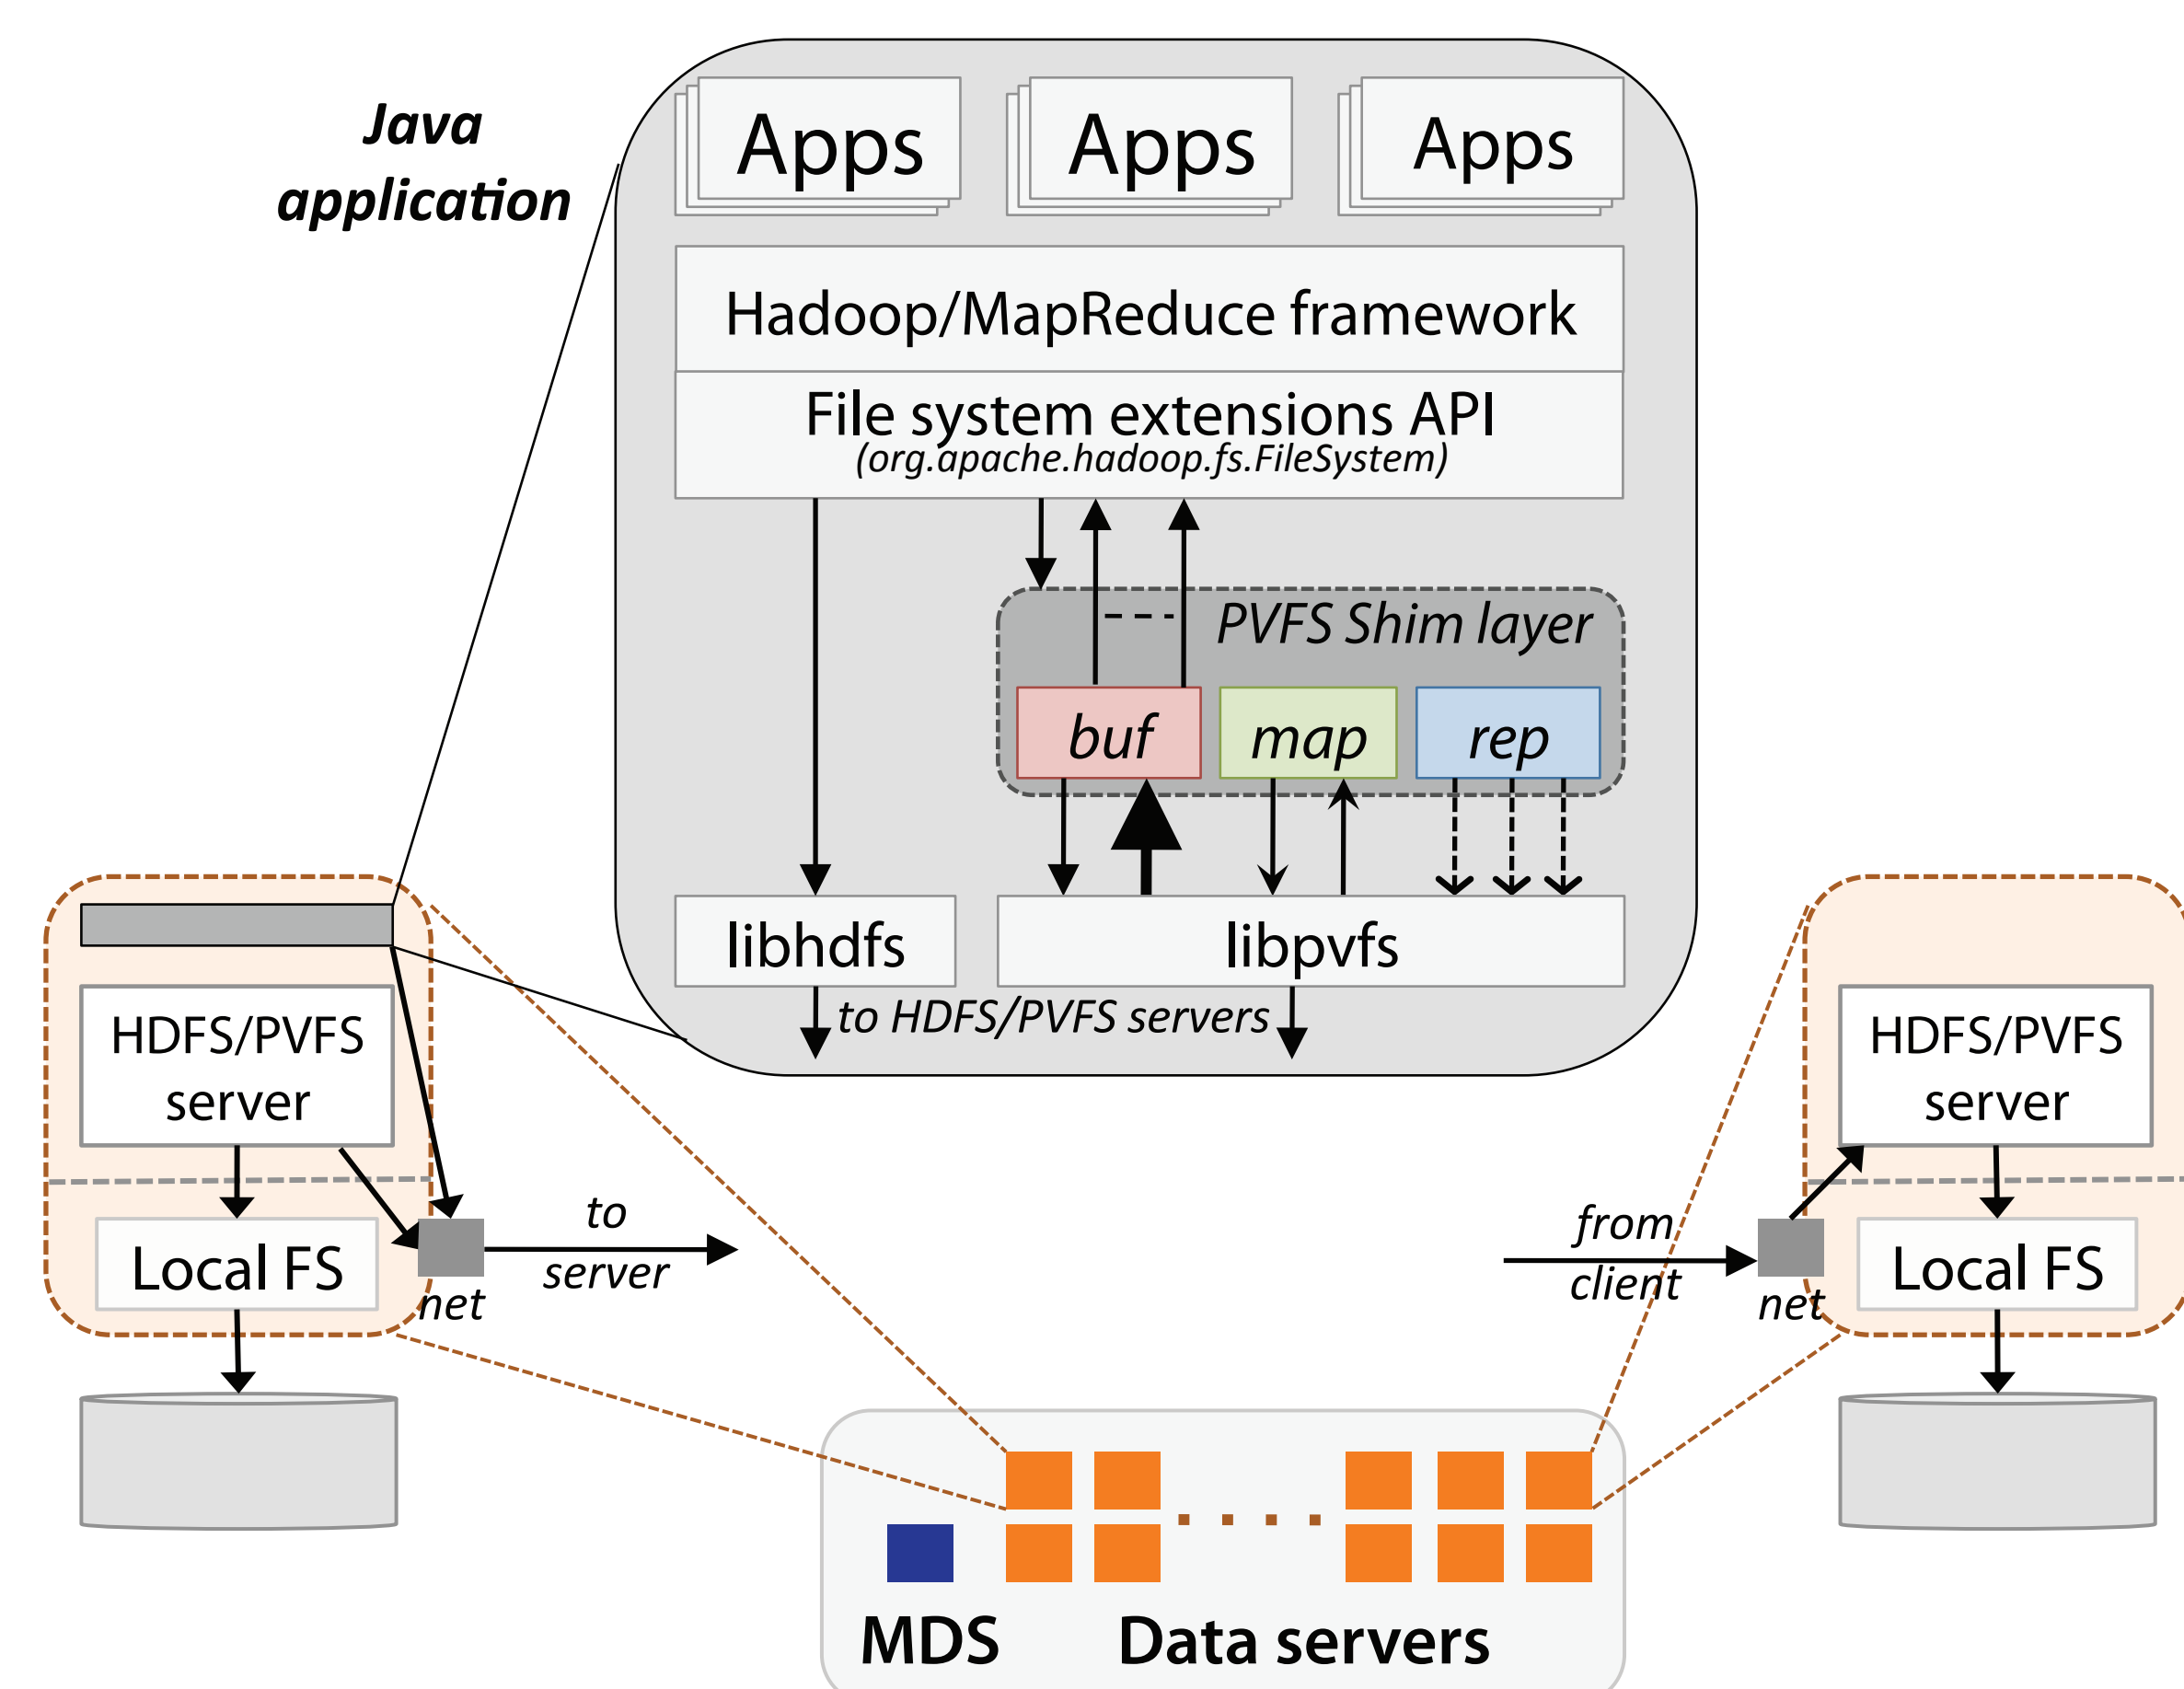 Java
application
Apps
Apps
Apps
Hadoop/MapReduce framework
File system extensions API
(org.apache.hadoop.fs.FileSystem)
PVFS Shim layer
buf
map
rep
libhdfs
libpvfs
to HDFS/PVFS servers
HDFS/PVFS
server
Local FS
net
to
server
from
client
HDFS/PVFS
server
Local FS
net
MDS
Data servers